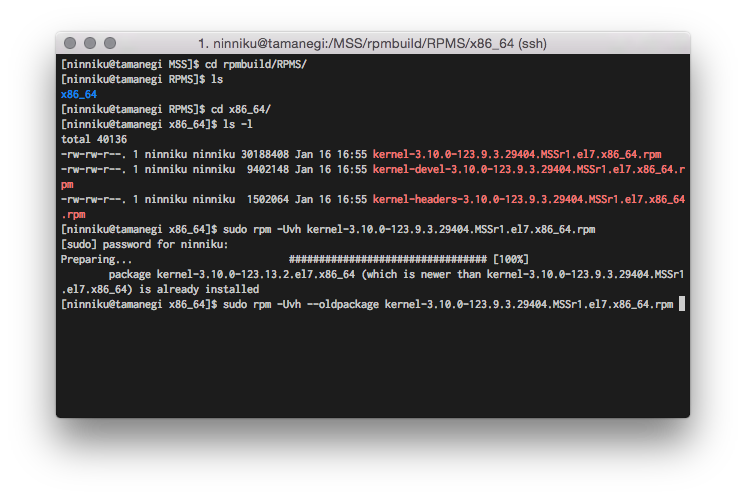 1. ninniku@tamanegi:/MSS/rpmbuild/RPMS/x86_64 (ssh)
[ninniku@tamanegi MSS]$ cd rpmbuild/RPMS/
[ninniku@tamanegi RPMS]$ ls
x86_64
[ninniku@tamanegi RPMS]$ cd x86_64/
[ninniku@tamanegi x86_64]$ ls -l
total 40136
-rw-rw-r--. 1 ninniku ninniku 30188408 Jan 16 16:55 kernel-3.10.0-123.9.3.29404.MSSr1.el7.x86_64.rpm
-rw-rw-r--. 1 ninniku ninniku  9402148 Jan 16 16:55 kernel-devel-3.10.0-123.9.3.29404.MSSr1.el7.x86_64.r
pm
-rw-rw-r--. 1 ninniku ninniku  1502064 Jan 16 16:55 kernel-headers-3.10.0-123.9.3.29404.MSSr1.el7.x86_64
.rpm
[ninniku@tamanegi x86_64]$ sudo rpm -Uvh kernel-3.10.0-123.9.3.29404.MSSr1.el7.x86_64.rpm
[sudo] password for ninniku:
Preparing...                          ################################# [100%]
        package kernel-3.10.0-123.13.2.el7.x86_64 (which is newer than kernel-3.10.0-123.9.3.29404.MSSr1
.el7.x86_64) is already installed
[ninniku@tamanegi x86_64]$ sudo rpm -Uvh --oldpackage kernel-3.10.0-123.9.3.29404.MSSr1.el7.x86_64.rpm